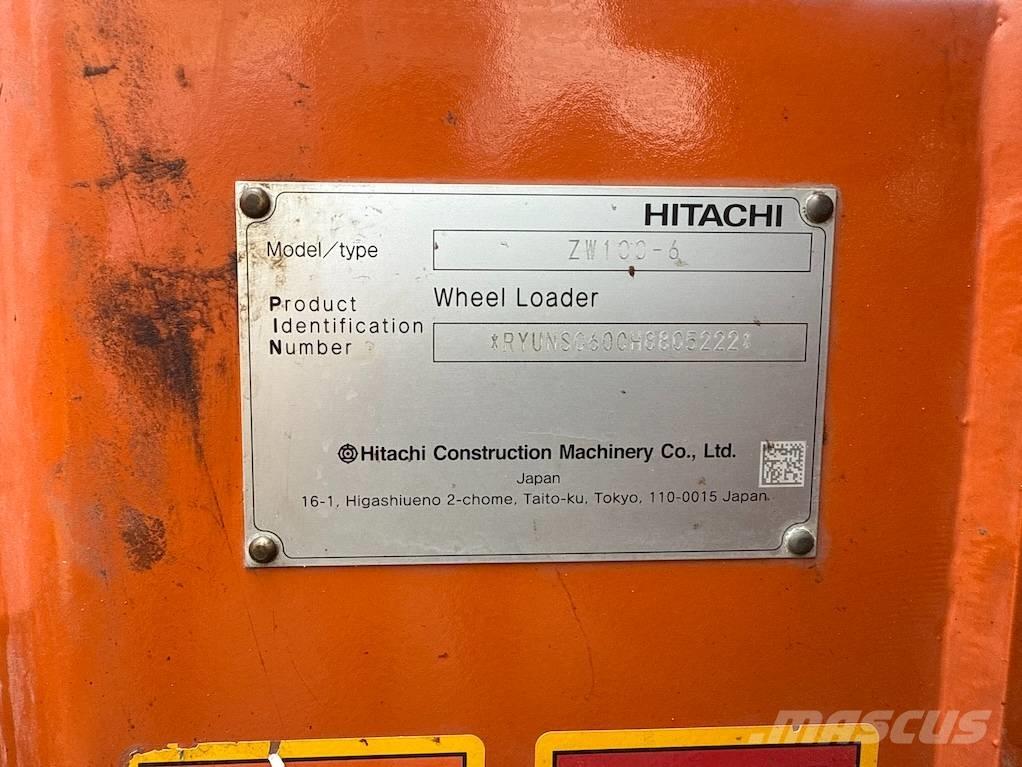 HITACHI
Model/type ZW100-6
Product Wheel Loader
Identification
Number
Hitachi Construction Machinery Co., Ltd.
Japan
16-1, Higashiueno 2-chome, Taito-ku, Tokyo, 110-0015 Japan
MASCUS